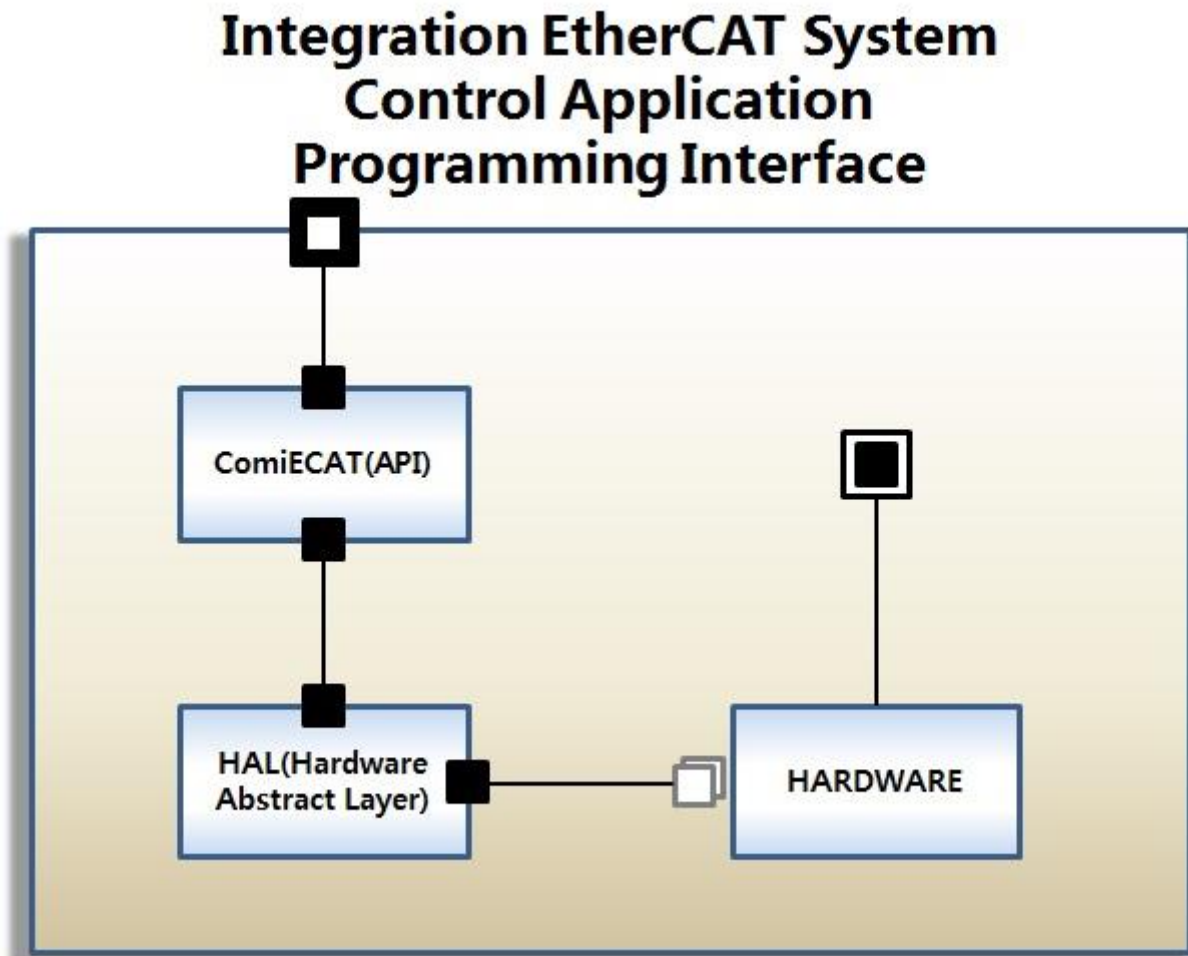 Integration EtherCAT System
Control Application
Programming Interface
ComiECAT(API)
HAL(Hardware
Abstract Layer)
HARDWARE